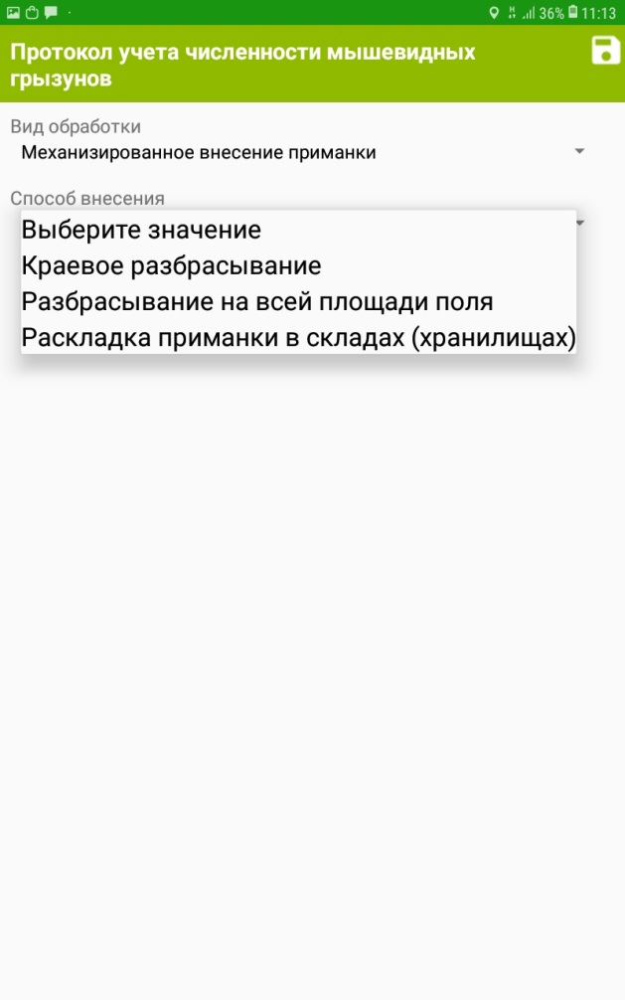 36% 11:13
Протокол учета численности мышевидных
грызунов
Вид обработки
Механизированное внесение приманки
Способ внесения
Выберите значение
Краевое разбрасывание
Разбрасывание на всей площади поля
Раскладка приманки в складах (хранилищах)